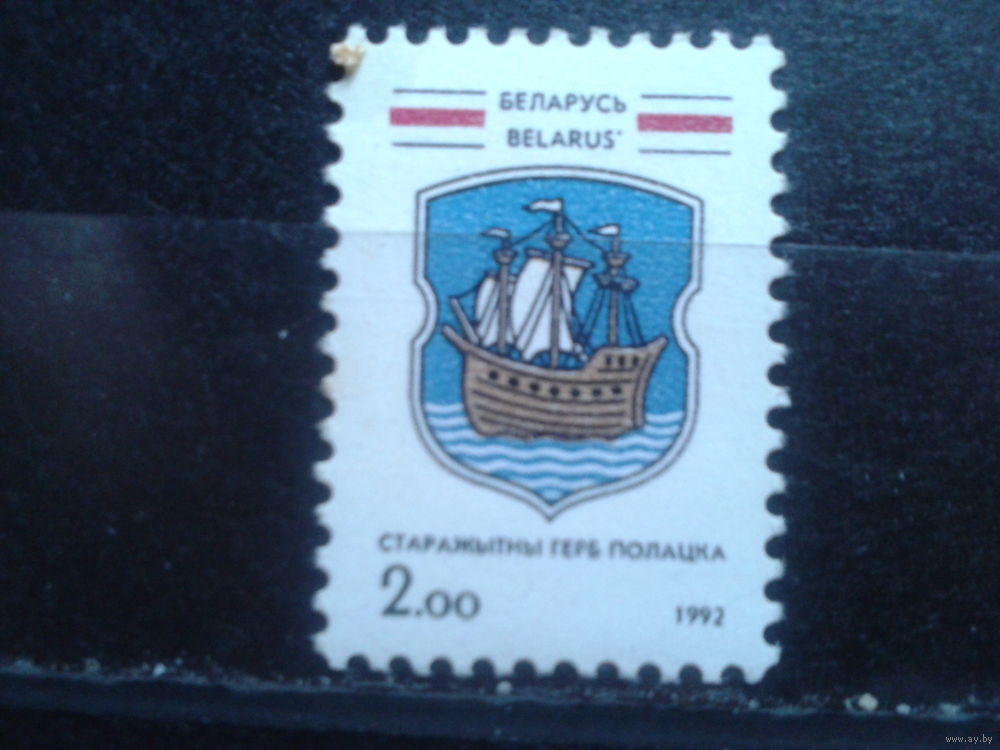 БЕЛАРУСЬ
BELARUS'
СТАРАЖЫТНЫ ГЕРБ ПОЛАЦКА
2.00
1992
www.ay.by